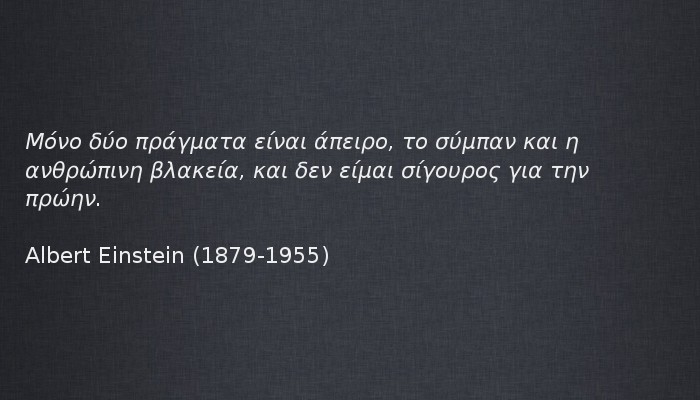 Μόνο δύο πράγματα είναι άπειρο, το σύμπαν και η
ανθρώπινη βλακεία, και δεν είμαι σίγουρος για την
πρώην.
Albert Einstein (1879-1955)